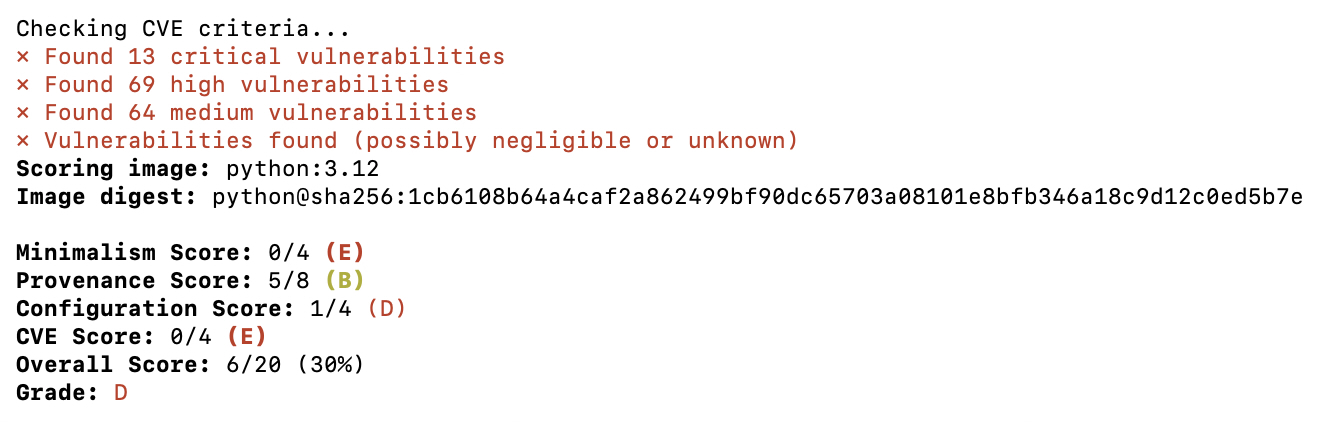 Checking CVE criteria...
× Found 13 critical vulnerabilities
× Found 69 high vulnerabilities
× Found 64 medium vulnerabilities
× Vulnerabilities found (possibly negligible or unknown)
Scoring image: python:3.12
Image digest: python@sha256:1cb6108b64a4caf2a862499bf90dc65703a08101e8bfb346a18c9d12c0ed5b7e
Minimalism Score: 0/4 (E)
Provenance Score: 5/8 (B)
Configuration Score: 1/4 (D)
CVE Score: 0/4 (E)
Overall Score: 6/20 (30%)
Grade: D